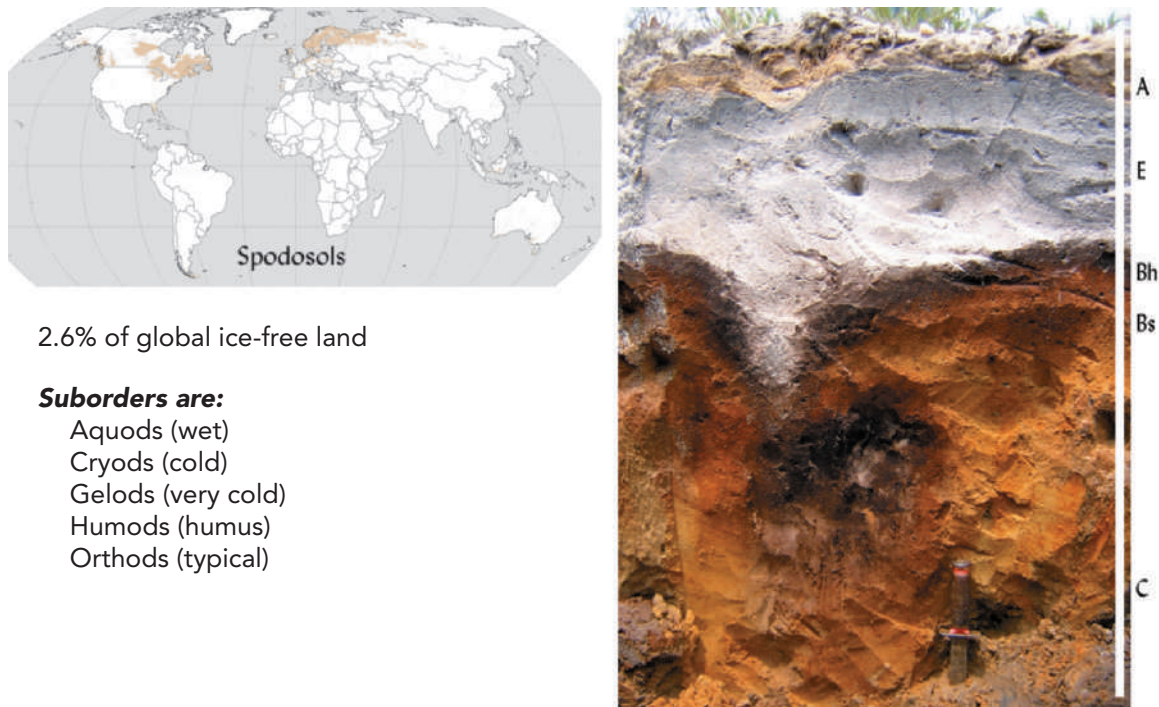 Spodosols
2.6% of global ice-free land
Suborders are:
Aquods (wet)
Cryods (cold)
Gelods (very cold)
Humods (humus)
Orthods (typical)
A
E
Bh
Bs
C